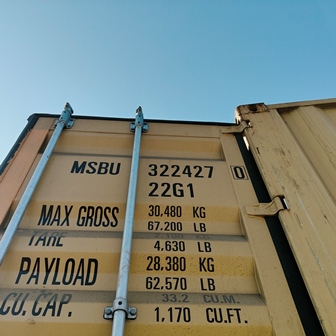 MSBU 322427 0
22G1
MAX GROSS 30,480 KG
67,200 LB
TARE
4,630 LB
PAYLOAD 28,380 KG
62,570 LB
CU. CAP. 33.2 CU.M.
1,170 CU.FT.